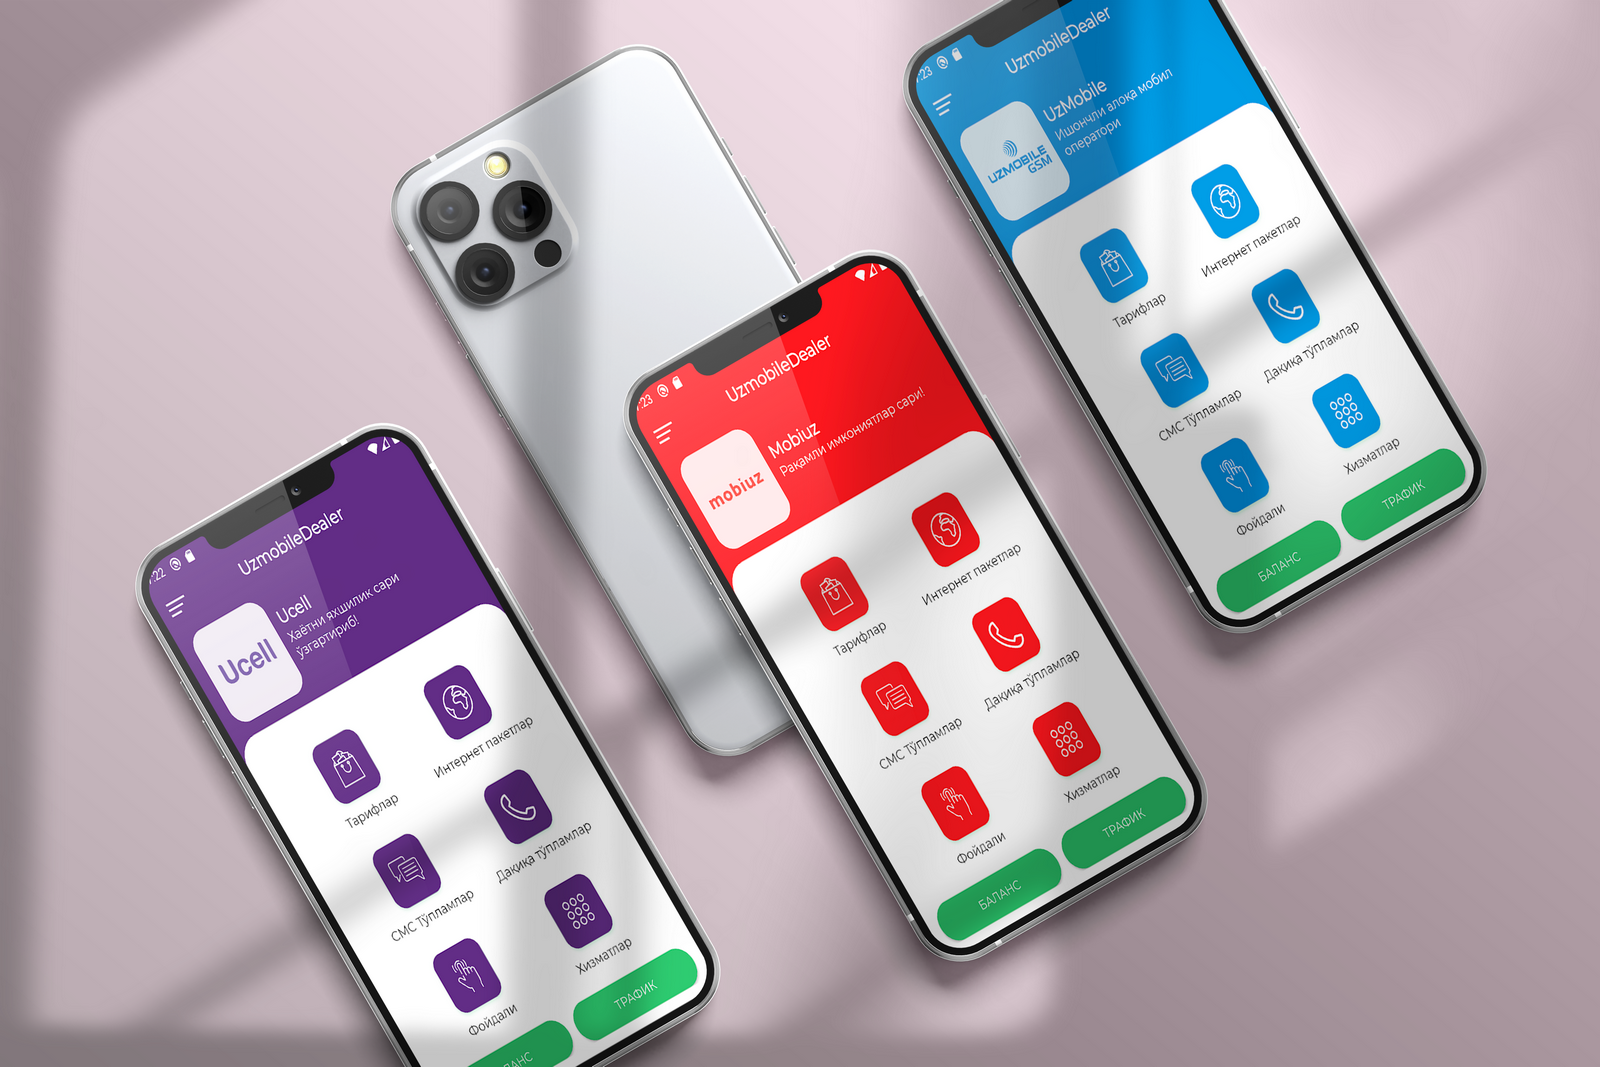 :22
UzmobileDealer
Ucell
Ucell
Хаётни яхшилик сари
ўзгартириб!
Тарифлар
Интернет пакетлар
СМС Тўпламлар
Дақиқа тўпламлар
Фойдали
Хизматлар
ТРАФИК
:23
UzmobileDealer
mobiuz
Mobiuz
Рақамли имкониятлар сари!
Тарифлар
Интернет пакетлар
СМС Тўпламлар
Дақиқа тўпламлар
Фойдали
Хизматлар
БАЛАНС
ТРАФИК
:23
UzmobileDealer
UZMOBILE
GSM
UzMobile
Ишончли алоқа мобил
оператори
Тарифлар
Интернет пакетлар
СМС Тўпламлар
Дақиқа тўпламлар
Фойдали
Хизматлар
БАЛАНС
ТРАФИК